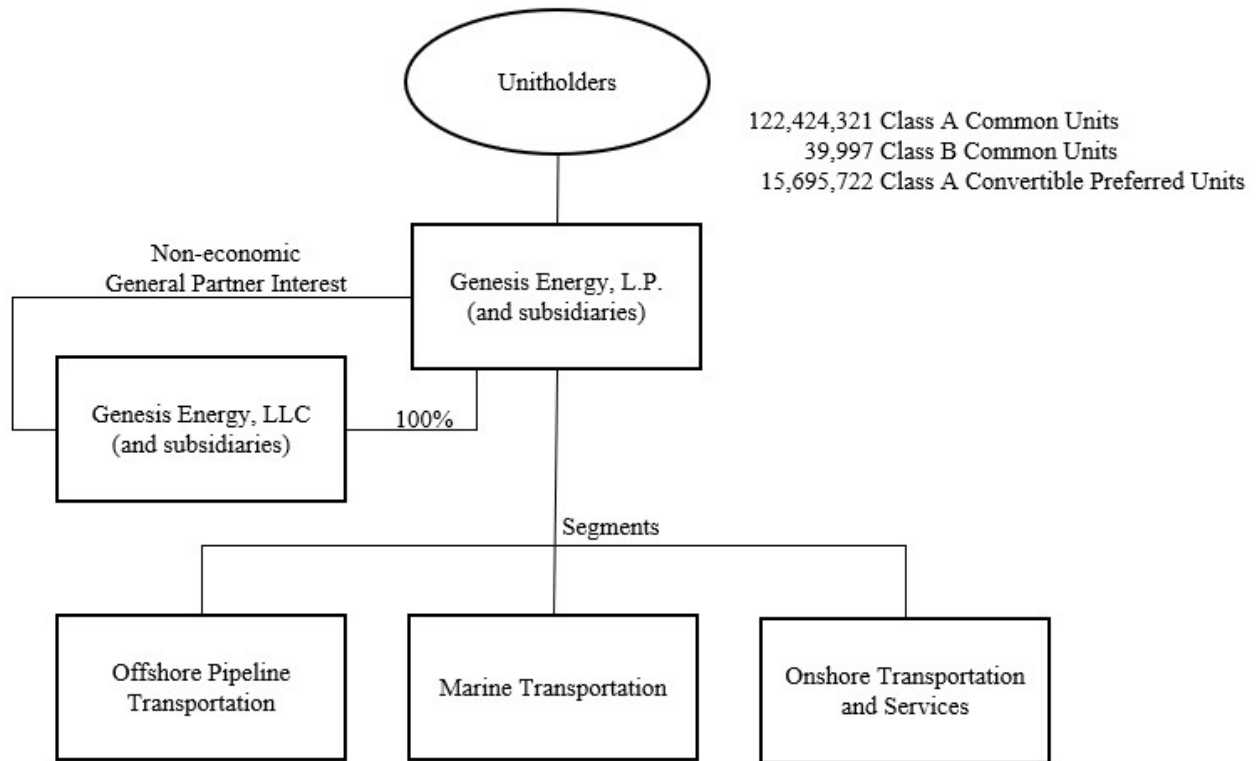 Unitholders
122,424,321 Class A Common Units
39,997 Class B Common Units
15,695,722 Class A Convertible Preferred Units
Non-economic
General Partner Interest
Genesis Energy, L.P.
(and subsidiaries)
Genesis Energy, LLC
(and subsidiaries)
100%
Segments
Offshore Pipeline
Transportation
Marine Transportation
Onshore Transportation
and Services